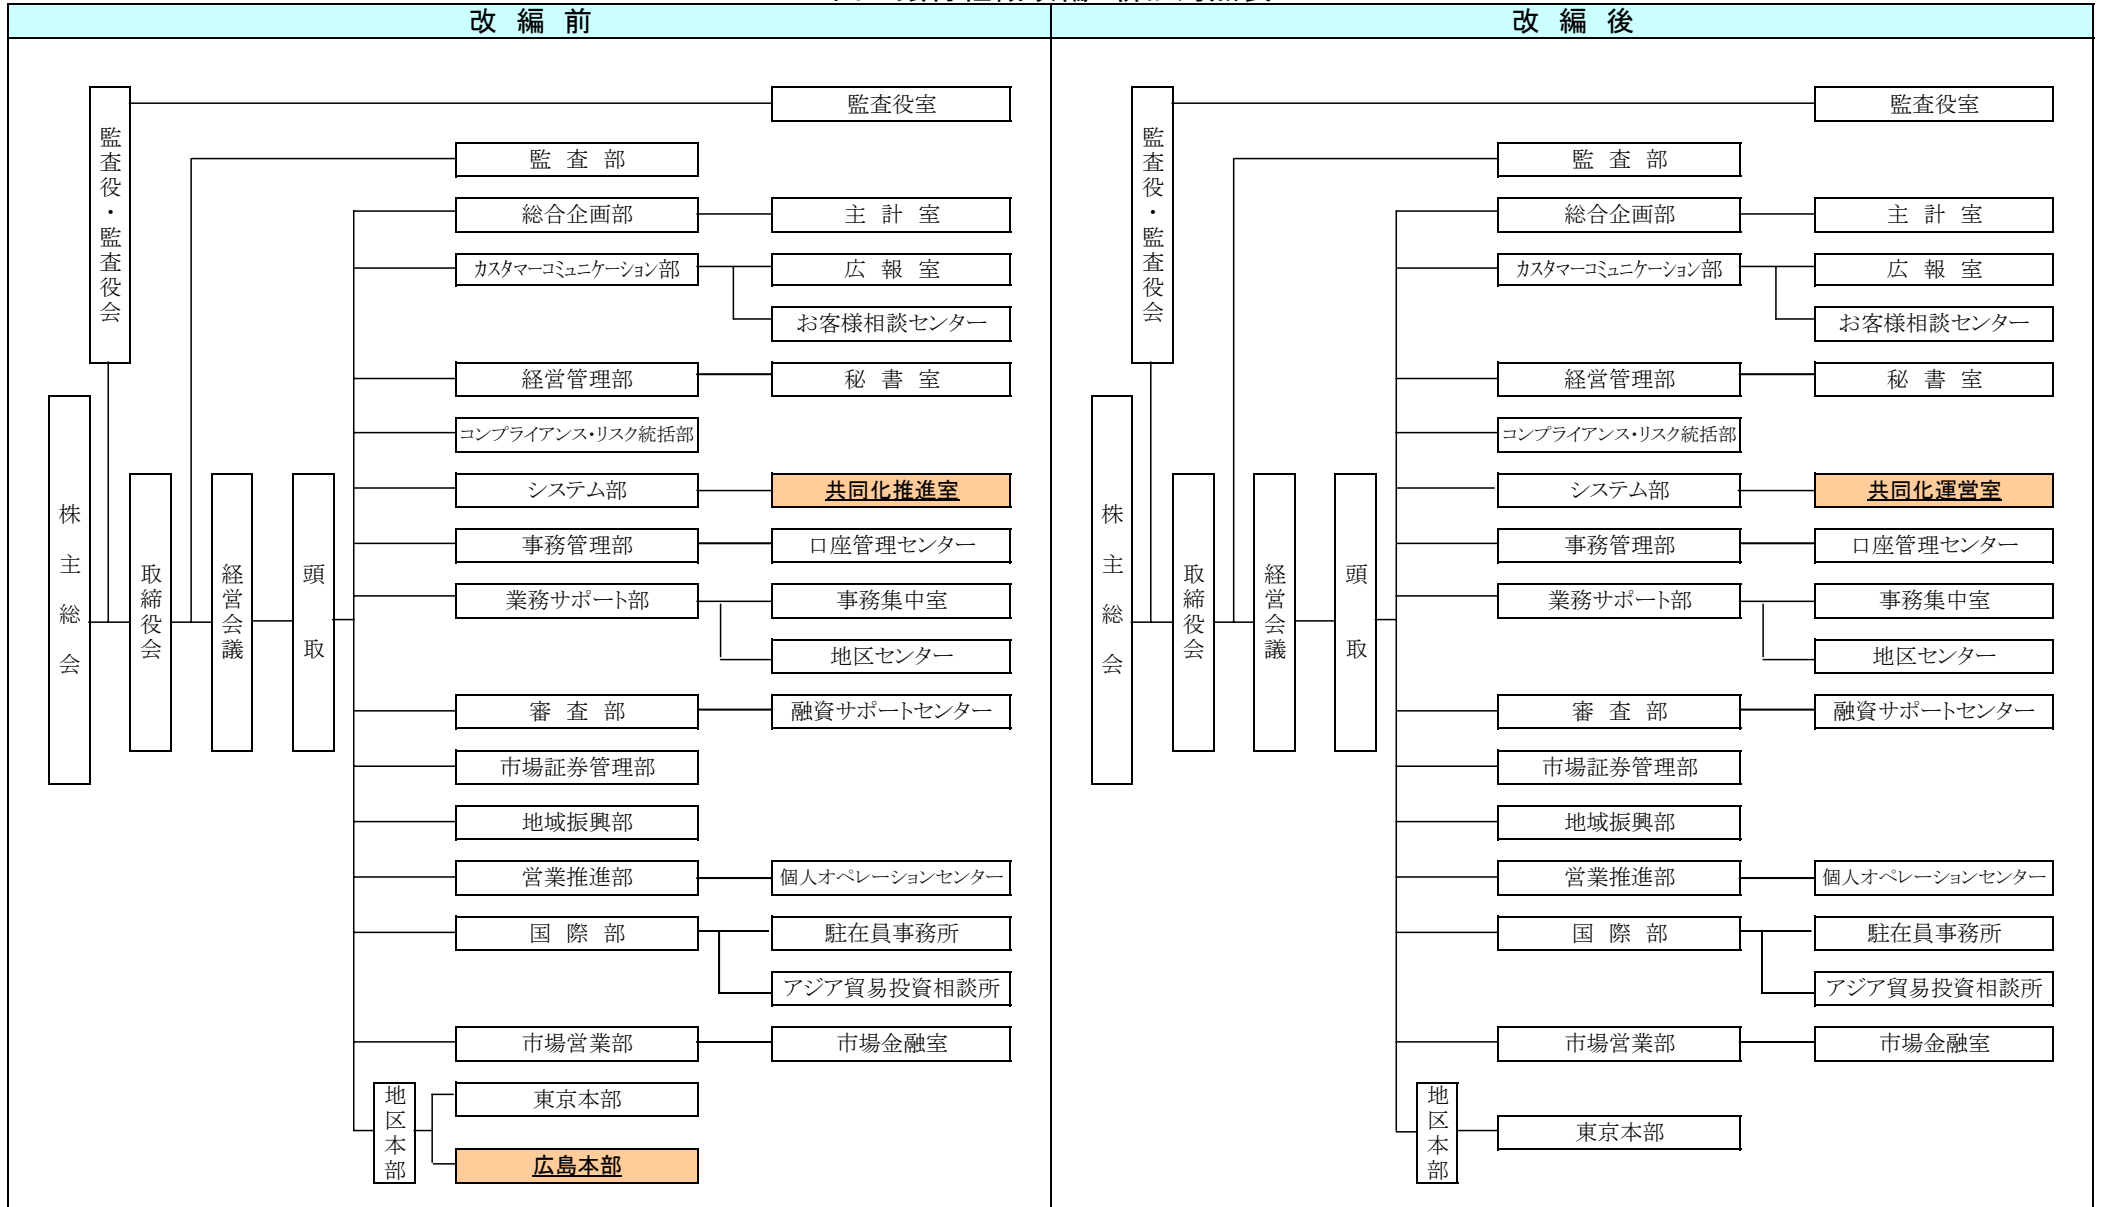 改 編 前
監査役・監査役会
監査役室
監 査 部
総合企画部
主 計 室
カスタマーコミュニケーション部
広 報 室
お客様相談センター
経営管理部
秘 書 室
コンプライアンス・リスク統括部
システム部
共同化推進室
事務管理部
口座管理センター
業務サポート部
事務集中室
地区センター
株主総会
取締役会
経営会議
頭取
審 査 部
融資サポートセンター
市場証券管理部
地域振興部
営業推進部
個人オペレーションセンター
国 際 部
駐在員事務所
アジア貿易投資相談所
市場営業部
市場金融室
地区本部
東京本部
広島本部
改 編 後
監査役・監査役会
監査役室
監 査 部
総合企画部
主 計 室
カスタマーコミュニケーション部
広 報 室
お客様相談センター
経営管理部
秘 書 室
コンプライアンス・リスク統括部
システム部
共同化運営室
事務管理部
口座管理センター
業務サポート部
事務集中室
地区センター
株主総会
取締役会
経営会議
頭取
審 査 部
融資サポートセンター
市場証券管理部
地域振興部
営業推進部
個人オペレーションセンター
国 際 部
駐在員事務所
アジア貿易投資相談所
市場営業部
市場金融室
地区本部
東京本部